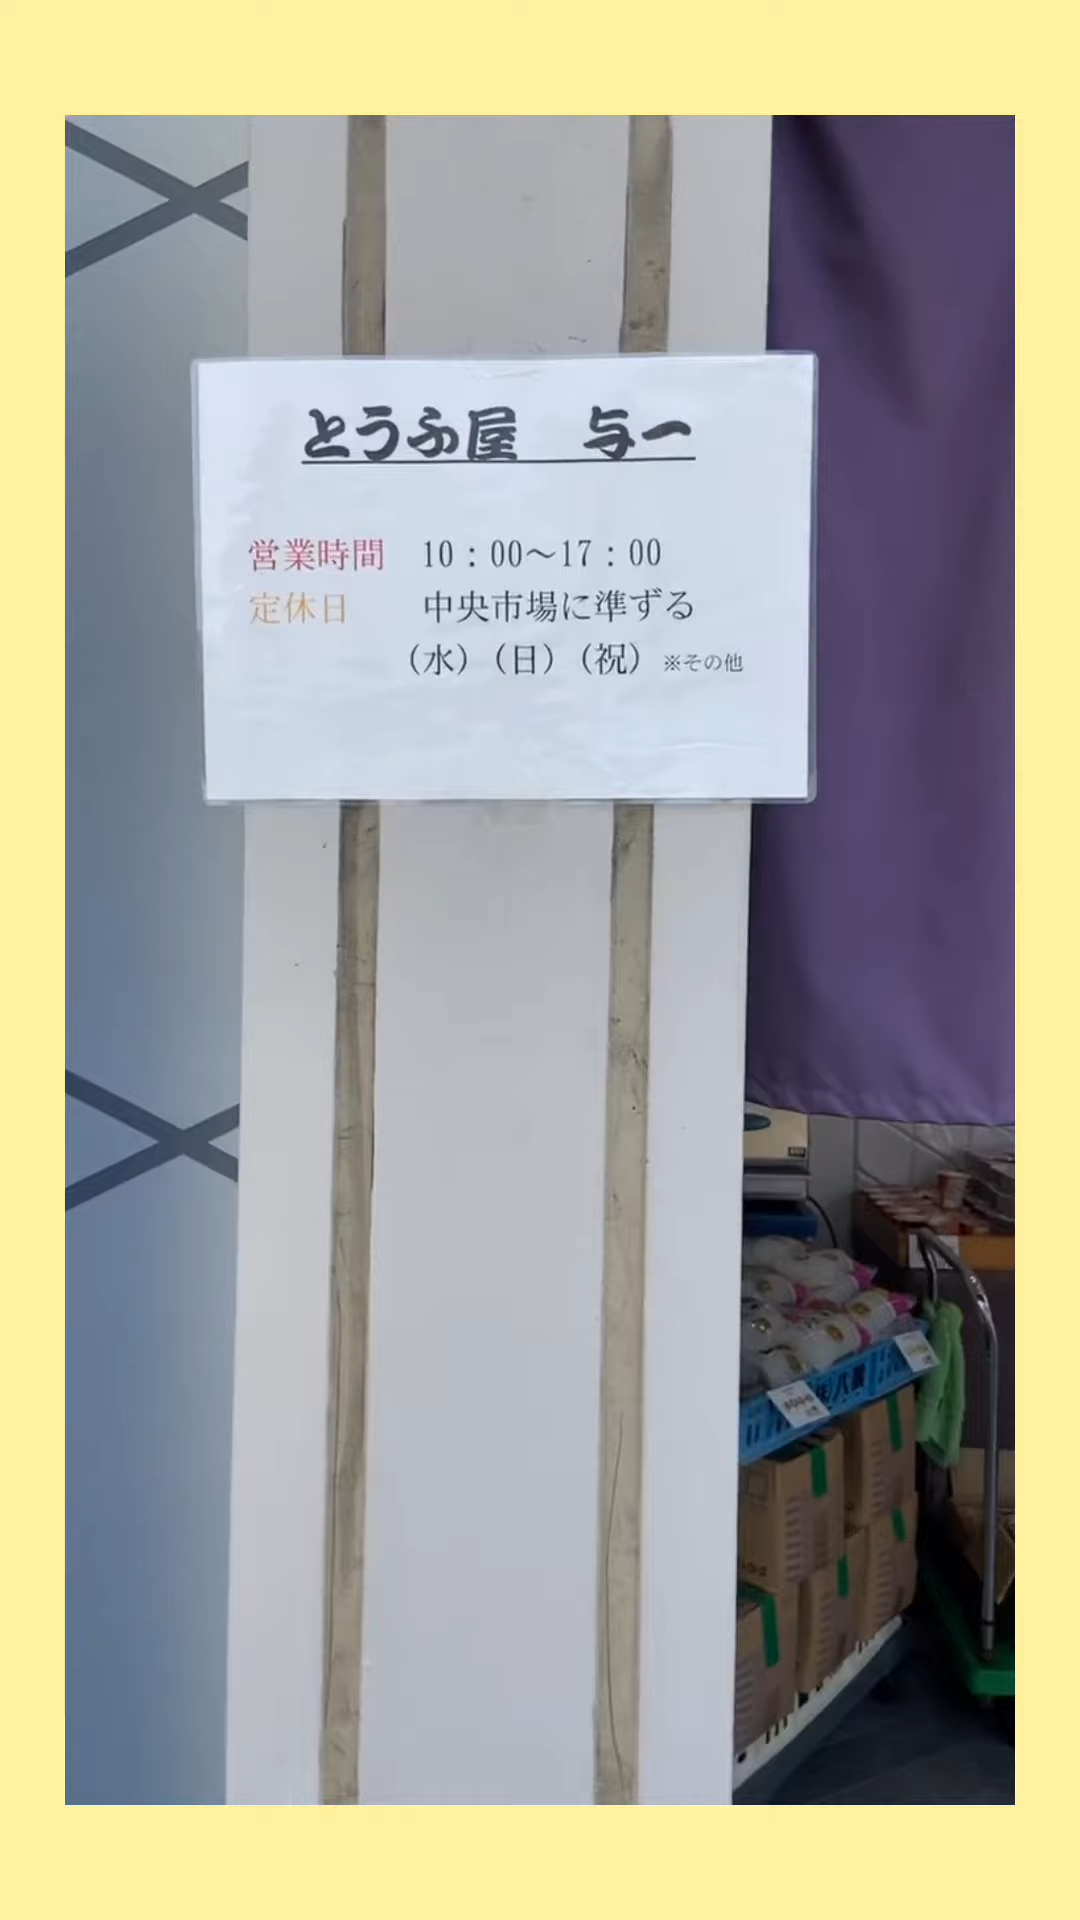 とうふ屋　与一
営業時間　10：00～17：00
定休日　中央市場に準ずる
（水）（日）（祝）※その他